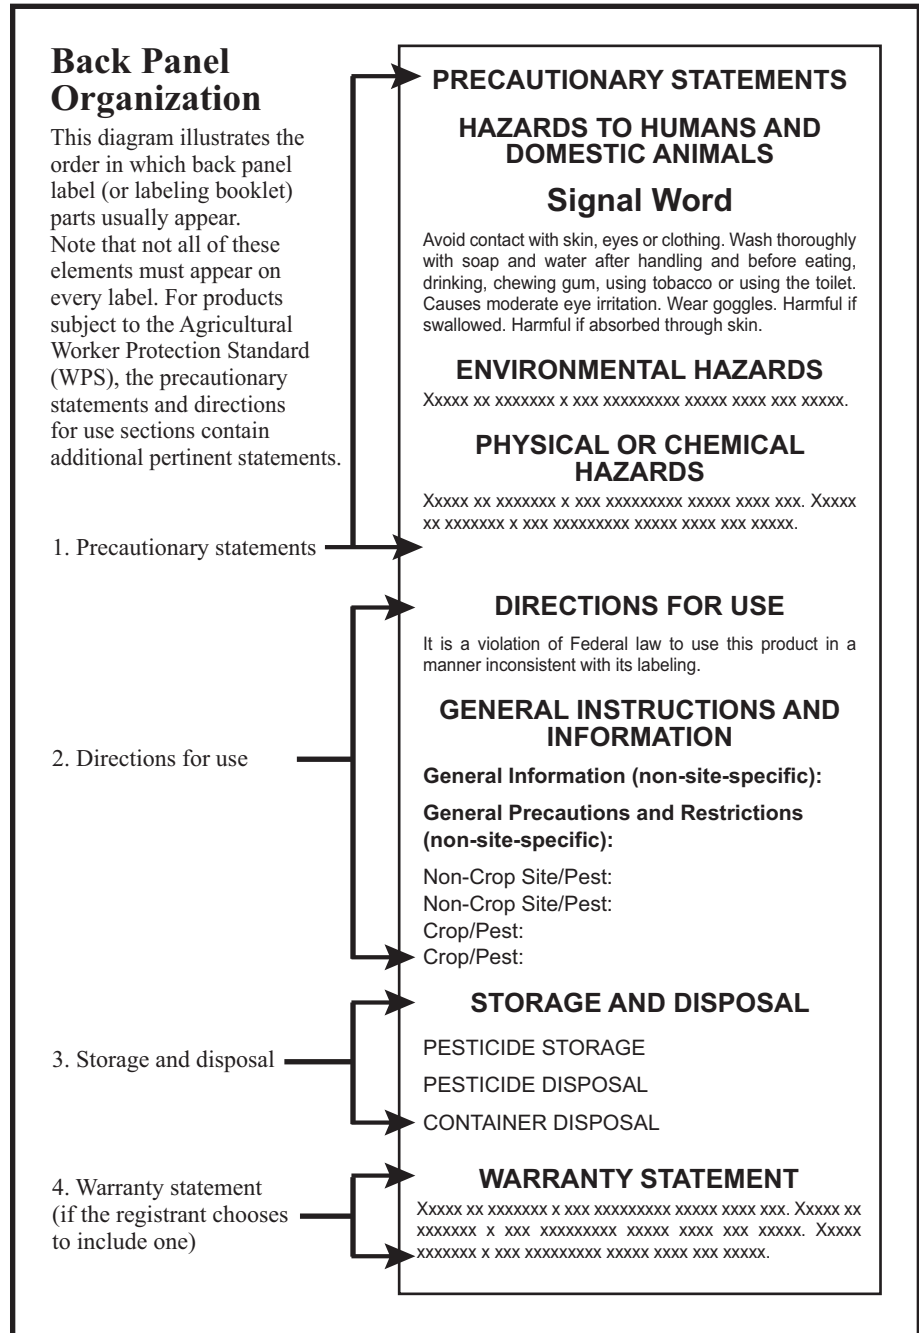 Back Panel
Organization
This diagram illustrates the
order in which back panel
label (or labeling booklet)
parts usually appear.
Note that not all of these
elements must appear on
every label. For products
subject to the Agricultural
Worker Protection Standard
(WPS), the precautionary
statements and directions
for use sections contain
additional pertinent statements.
1. Precautionary statements
2. Directions for use
3. Storage and disposal
4. Warranty statement
(if the registrant chooses
to include one)
PRECAUTIONARY STATEMENTS
HAZARDS TO HUMANS AND
DOMESTIC ANIMALS
Signal Word
Avoid contact with skin, eyes or clothing. Wash thoroughly
with soap and water after handling and before eating,
drinking, chewing gum, using tobacco or using the toilet.
Causes moderate eye irritation. Wear goggles. Harmful if
swallowed. Harmful if absorbed through skin.
ENVIRONMENTAL HAZARDS
Xxxxx xx xxxxxxx x xxx xxxxxxxxx xxxxx xxxx xxx xxxxx.
PHYSICAL OR CHEMICAL
HAZARDS
Xxxxx xx xxxxxxx x xxx xxxxxxxxx xxxxx xxxx xxx. Xxxxx
xx xxxxxxx x xxx xxxxxxxxx xxxxx xxxx xxx xxxxx.
DIRECTIONS FOR USE
It is a violation of Federal law to use this product in a
manner inconsistent with its labeling.
GENERAL INSTRUCTIONS AND
INFORMATION
General Information (non-site-specific):
General Precautions and Restrictions
(non-site-specific):
Non-Crop Site/Pest:
Non-Crop Site/Pest:
Crop/Pest:
Crop/Pest:
STORAGE AND DISPOSAL
PESTICIDE STORAGE
PESTICIDE DISPOSAL
CONTAINER DISPOSAL
WARRANTY STATEMENT
Xxxxx xx xxxxxxx x xxx xxxxxxxxx xxxxx xxxx xxx. Xxxxx xx
xxxxxxx x xxx xxxxxxxxx xxxxx xxxx xxx xxxxx. Xxxxx
xxxxxxx x xxx xxxxxxxxx xxxxx xxxx xxx xxxxx.